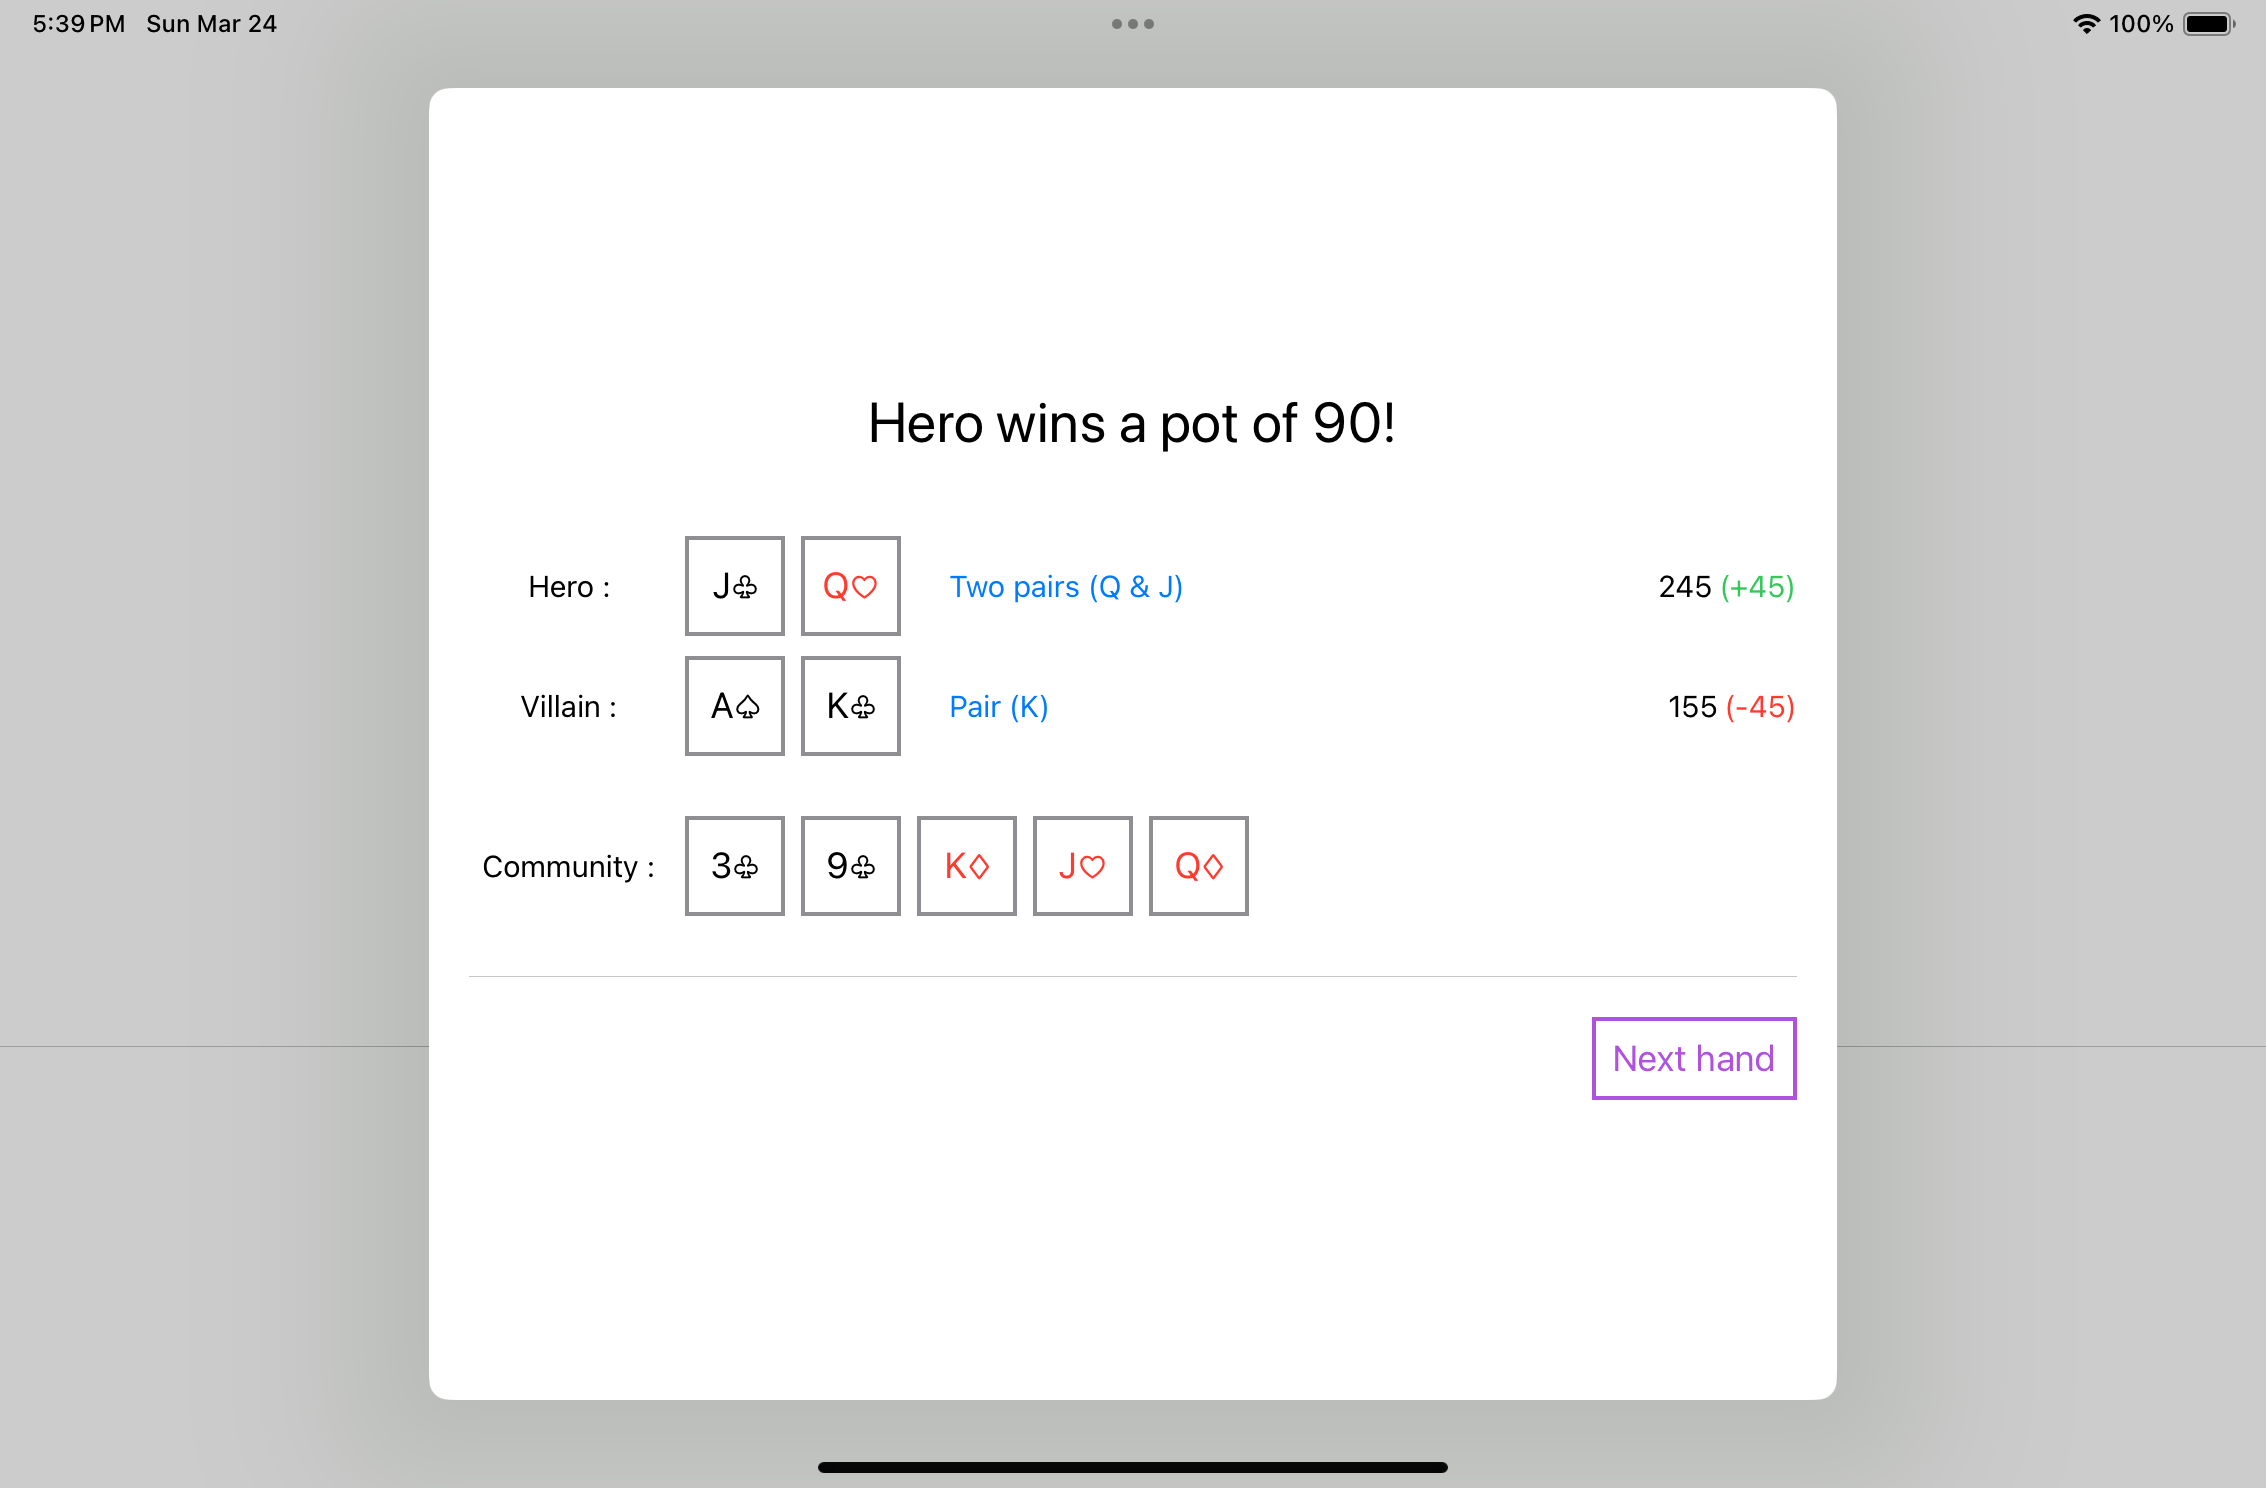 5:39 PM Sun Mar 24
100%
Hero wins a pot of 90!
Hero : J♧ Q♡ Two pairs (Q & J) 245 (+45)
Villain : A♤ K♧ Pair (K) 155 (-45)
Community : 3♧ 9♧ K♢ J♡ Q♢
Next hand